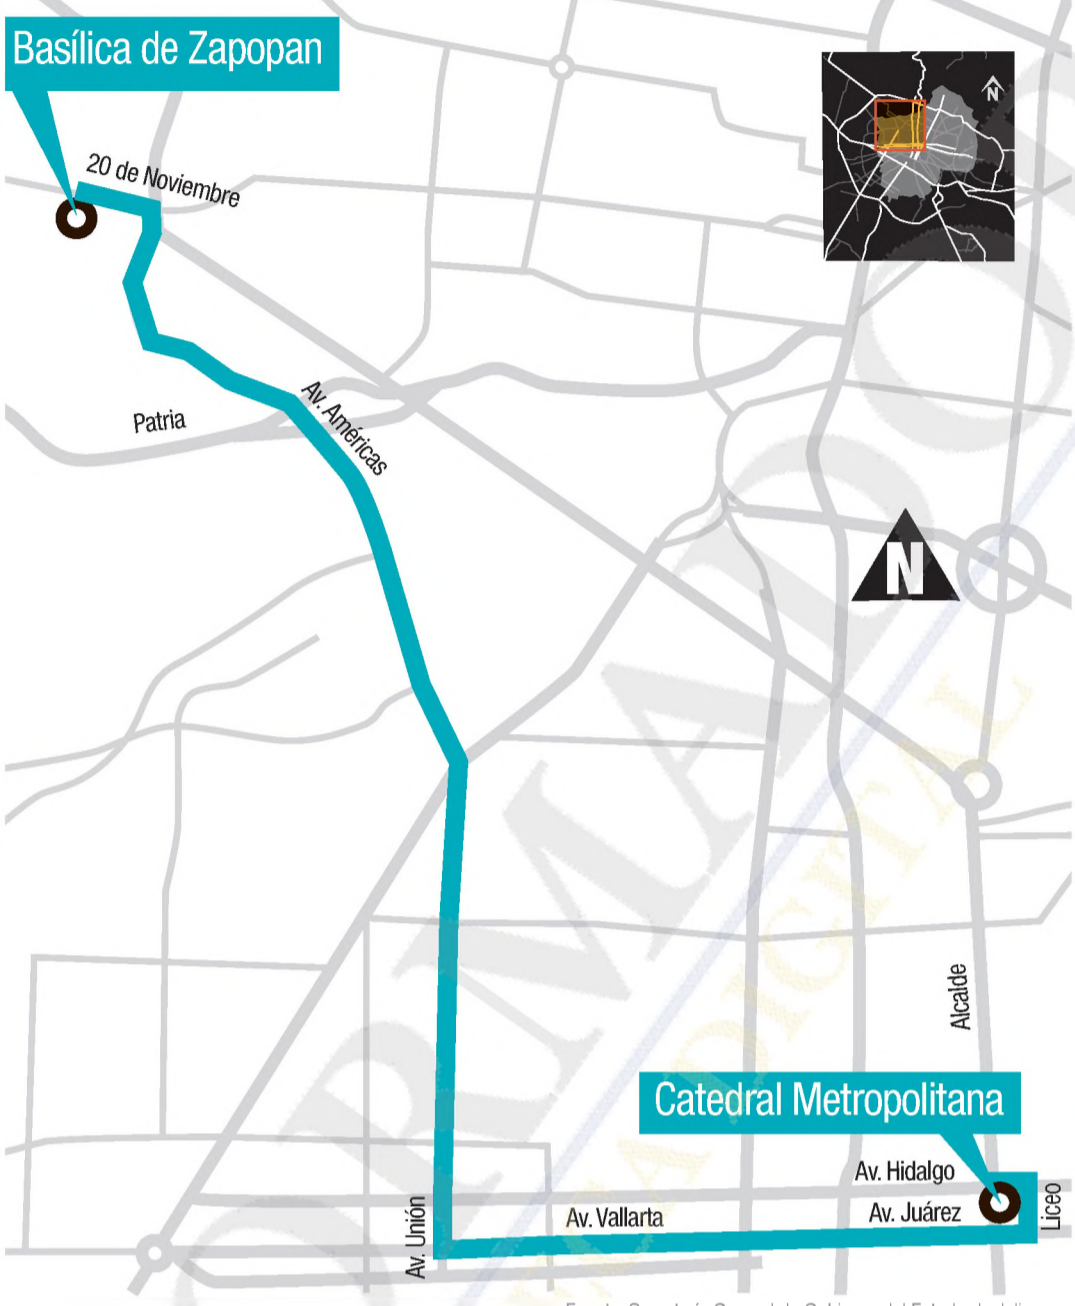 Basílica de Zapopan
N
20 de Noviembre
Av. Américas
Patria
N
Alcalde
Catedral Metropolitana
Av. Hidalgo
Liceo
Av. Unión
Av. Vallarta
Av. Juárez